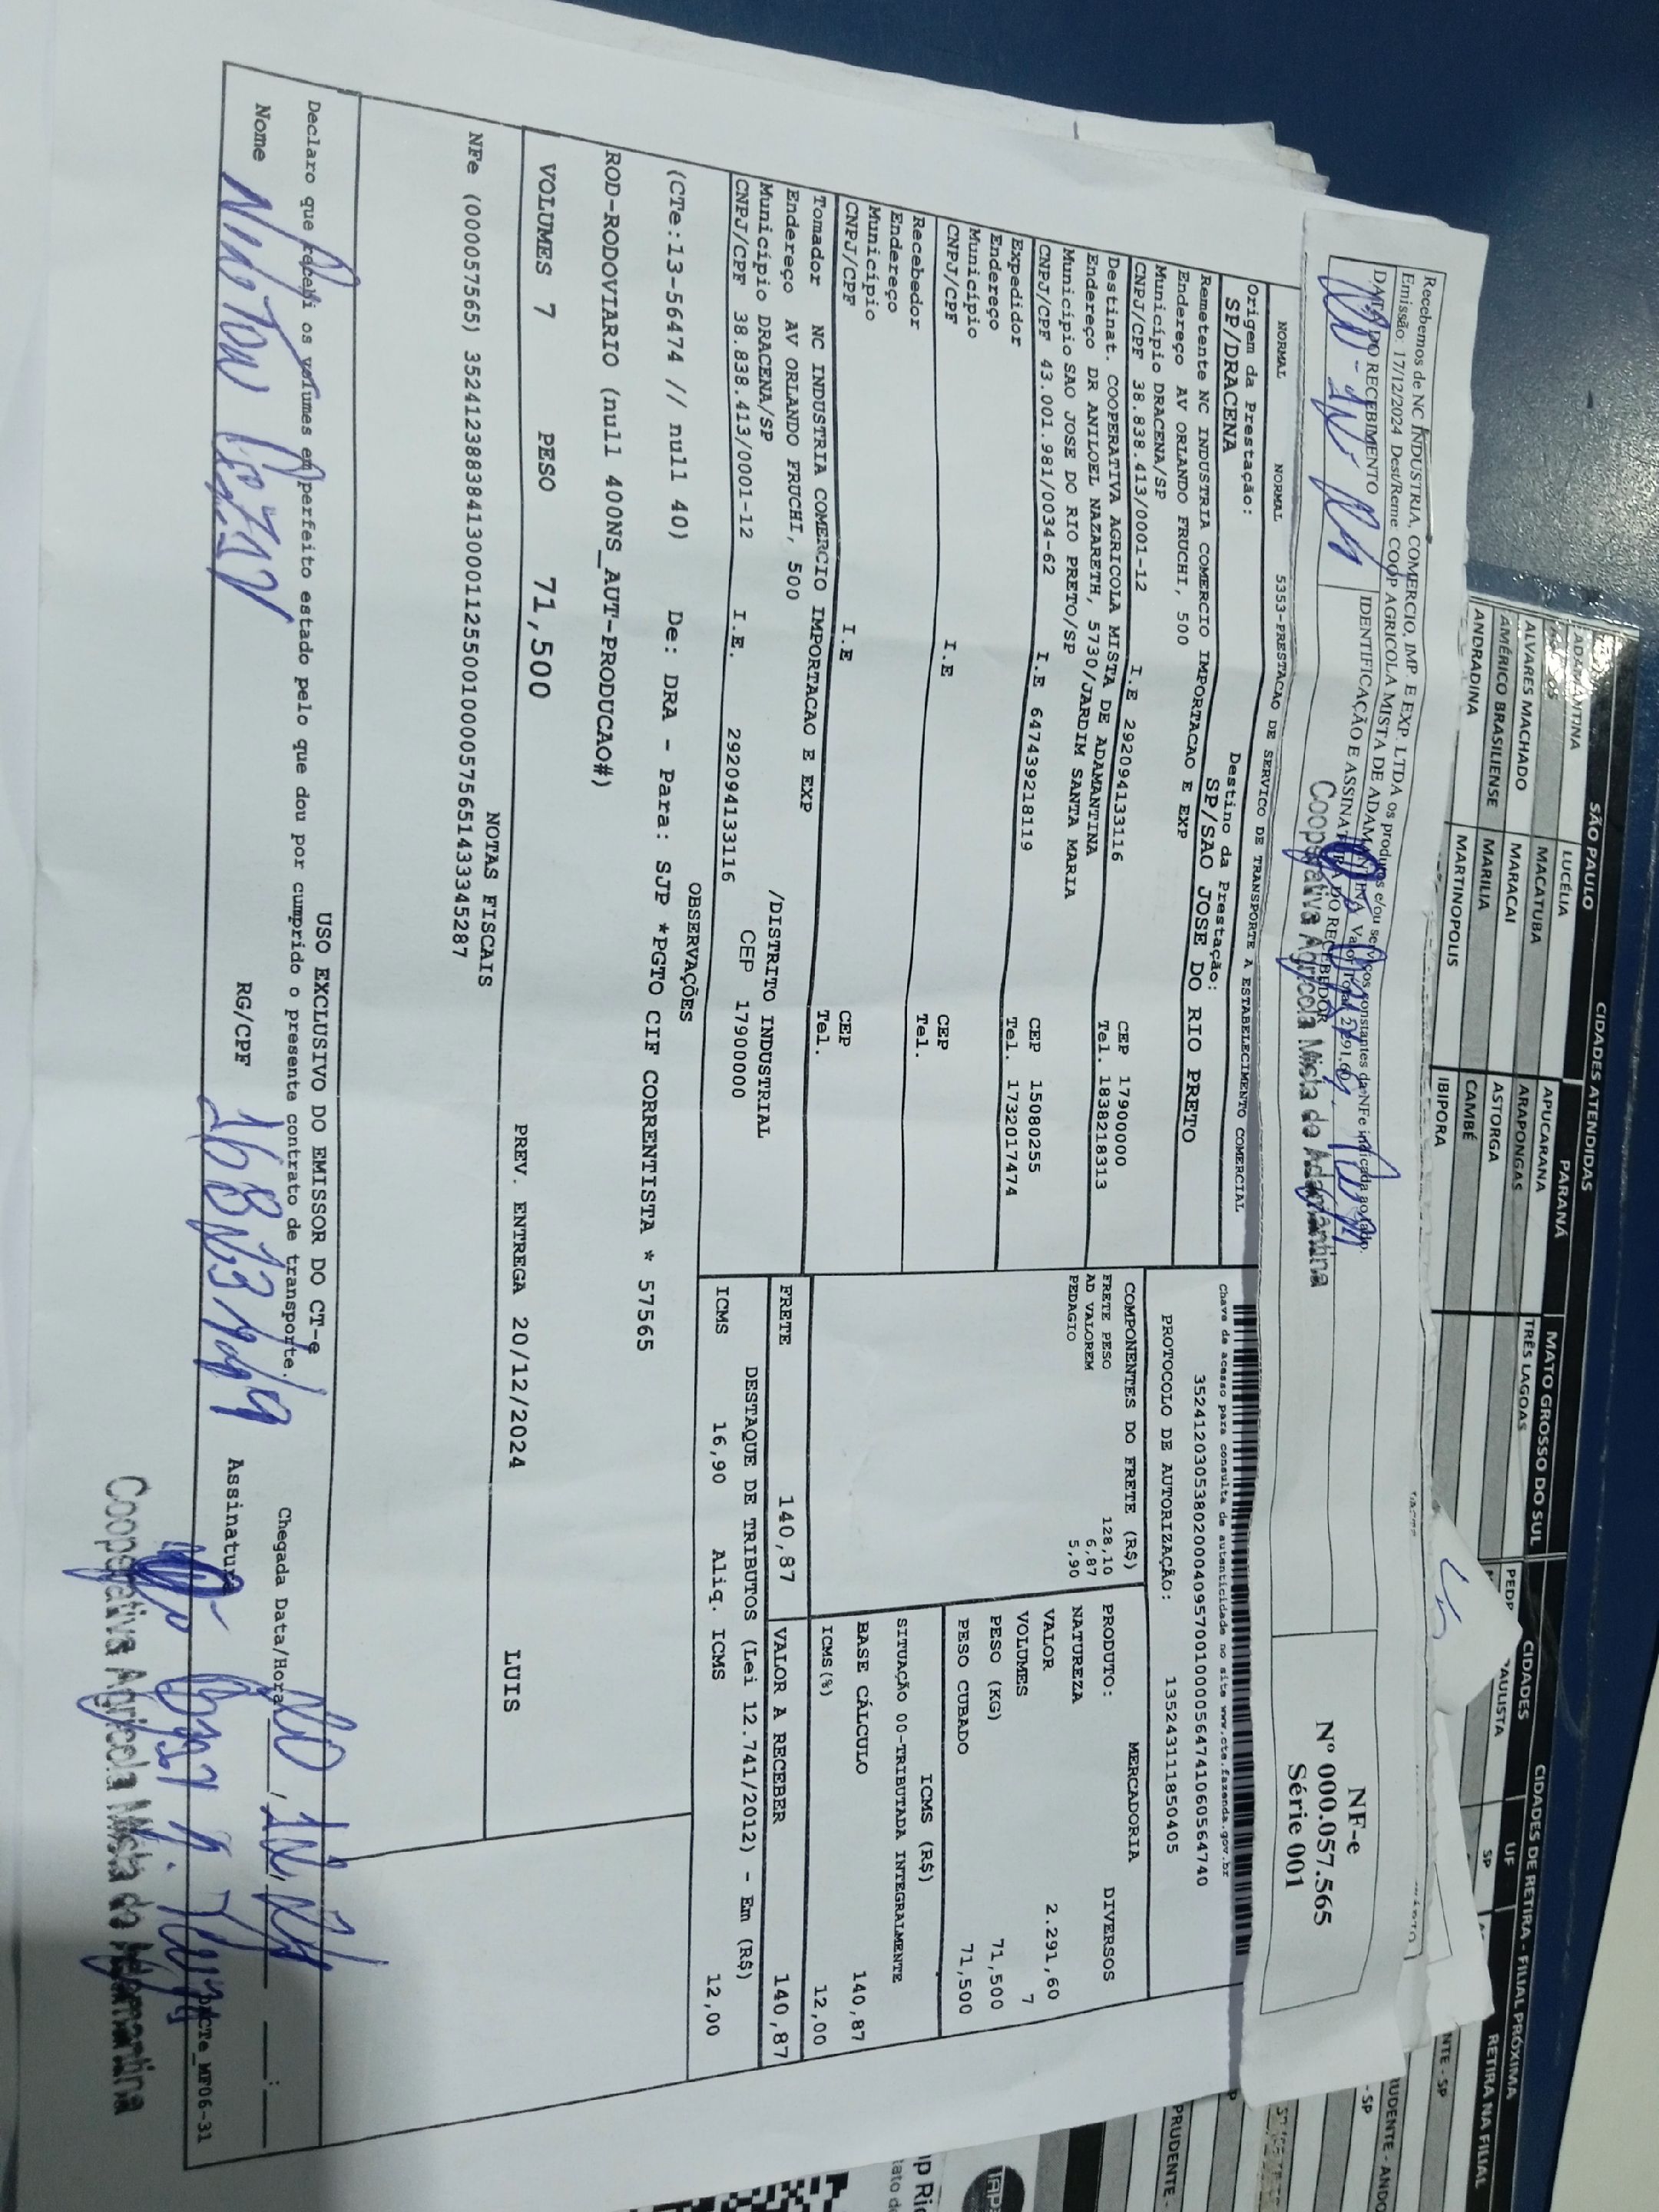 SÃO PAULO
CIDADES ATENDIDAS
PARANÁ
MATO GROSSO DO SUL
CIDADES
CIDADES DE RETIRA - FILIAL PRÓXIMA
UF
RETIRA NA FILIAL
LUCÉLIA
APUCARANA
TRÊS LAGOAS
ALVARES MACHADO
MACATUBA
ARAPONGAS
PAULISTA
SP
AMÉRICO BRASILIENSE
MARACAI
ASTORGA
ANDRADINA
MARILIA
CAMBÉ
MARTINOPOLIS
IBIPORA
Recebemos de NC INDUSTRIA, COMERCIO, IMP. E EXP. LTDA os produtos e/ou serviços constantes da NFe indicada ao lado.
Emissão: 17/12/2024 Dest/Reme: COOP AGRICOLA MISTA DE ADAMANTINA Valor Total: 2.291,60
DATA DO RECEBIMENTO
IDENTIFICAÇÃO E ASSINATURA DO RECEBEDOR
Cooperativa Agrícola Mista de Adamantina
NF-e
Nº 000.057.565
Série 001
NORMAL NORMAL 5353-PRESTACAO DE SERVICO DE TRANSPORTE A ESTABELECIMENTO COMERCIAL
Origem da Prestação:
SP/DRACENA
Destino da Prestação:
SP/SAO JOSE DO RIO PRETO
Chave de acesso para consulta de autenticidade no site www.cte.fazenda.gov.br
35241203053802000409570010000564741060564740
PROTOCOLO DE AUTORIZAÇÃO: 135243111850405
Remetente NC INDUSTRIA COMERCIO IMPORTACAO E EXP
Endereço AV ORLANDO FRUCHI, 500
Município DRACENA/SP CEP 17900000
CNPJ/CPF 38.838.413/0001-12 I.E 292094133116 Tel. 1838218313
Destinat. COOPERATIVA AGRICOLA MISTA DE ADAMANTINA
Endereço DR ANILOEL NAZARETH, 5730/JARDIM SANTA MARIA
Município SAO JOSE DO RIO PRETO/SP CEP 15080255
CNPJ/CPF 43.001.981/0034-62 I.E 647439218119 Tel. 1732017474
Expedidor
Endereço
Município CEP
CNPJ/CPF I.E Tel.
Recebedor
Endereço
Município CEP
CNPJ/CPF I.E Tel.
Tomador NC INDUSTRIA COMERCIO IMPORTACAO E EXP
Endereço AV ORLANDO FRUCHI, 500 /DISTRITO INDUSTRIAL
Município DRACENA/SP CEP 17900000
CNPJ/CPF 38.838.413/0001-12 I.E. 292094133116
COMPONENTES DO FRETE (R$)
FRETE PESO 128,10
AD VALOREM 6,87
PEDAGIO 5,90
MERCADORIA
PRODUTO: DIVERSOS
NATUREZA
VALOR 2.291,60
VOLUMES 7
PESO (KG) 71,500
PESO CUBADO 71,500
ICMS (R$)
SITUAÇÃO 00-TRIBUTADA INTEGRALMENTE
BASE CÁLCULO 140,87
ICMS(%) 12,00
FRETE 140,87 VALOR A RECEBER 140,87
DESTAQUE DE TRIBUTOS (Lei 12.741/2012) - Em (R$)
ICMS 16,90 Aliq. ICMS 12,00
OBSERVAÇÕES
(CTe:13-56474 // null 40) De: DRA - Para: SJP *PGTO CIF CORRENTISTA * 57565
ROD-RODOVIARIO (null 400NS_AUT-PRODUCAO#)
VOLUMES 7 PESO 71,500 PREV. ENTREGA 20/12/2024 LUIS
NOTAS FISCAIS
NFe (000057565) 35241238838413000112550010000575651433345287
USO EXCLUSIVO DO EMISSOR DO CT-e
Declaro que recebi os volumes em perfeito estado pelo que dou por cumprido o presente contrato de transporte.
Chegada Data/Hora
Nome RG/CPF Assinatura
DACTe_MF06-31
Cooperativa Agrícola Mista de Adamantina